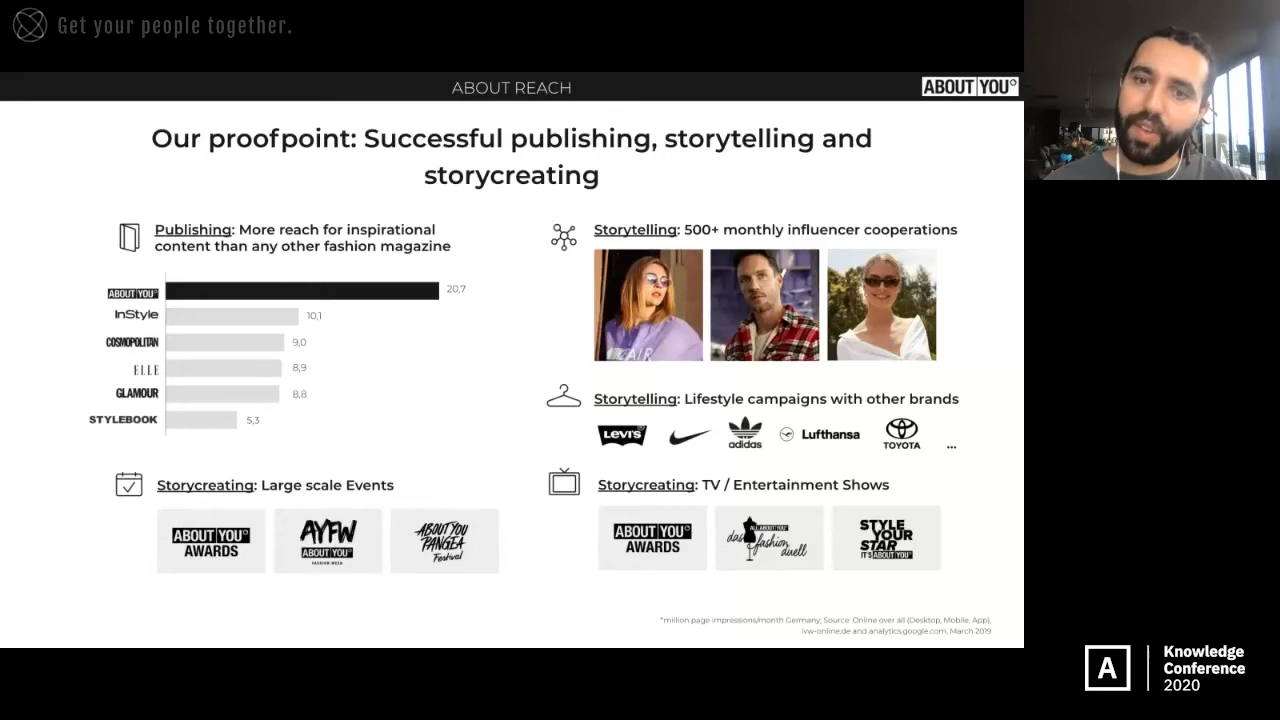 Get your people together.
ABOUT REACH
ABOUT YOU°
Our proofpoint: Successful publishing, storytelling and
storycreating
Publishing: More reach for inspirational
content than any other fashion magazine
ABOUT YOU° 20,7
InStyle 10,1
COSMOPOLITAN 9,0
ELLE 8,9
GLAMOUR 8,8
STYLEBOOK 5,3
Storytelling: 500+ monthly influencer cooperations
Storytelling: Lifestyle campaigns with other brands
LEVI'S adidas Lufthansa TOYOTA ...
Storycreating: Large scale Events
ABOUT YOU°
AWARDS
AYFW
ABOUT YOU°
FASHION WEEK
ABOUT YOU
PANGEA
Festival
Storycreating: TV / Entertainment Shows
ABOUT YOU°
AWARDS
ALL ABOUT YOU°
das fashion
duell
STYLE
YOUR
STAR
IT'S ABOUT YOU°
*million page impressions/month Germany; Source: Online over all (Desktop, Mobile, App),
ivw-online.de and analytics.google.com, March 2019
A
Knowledge
Conference
2020